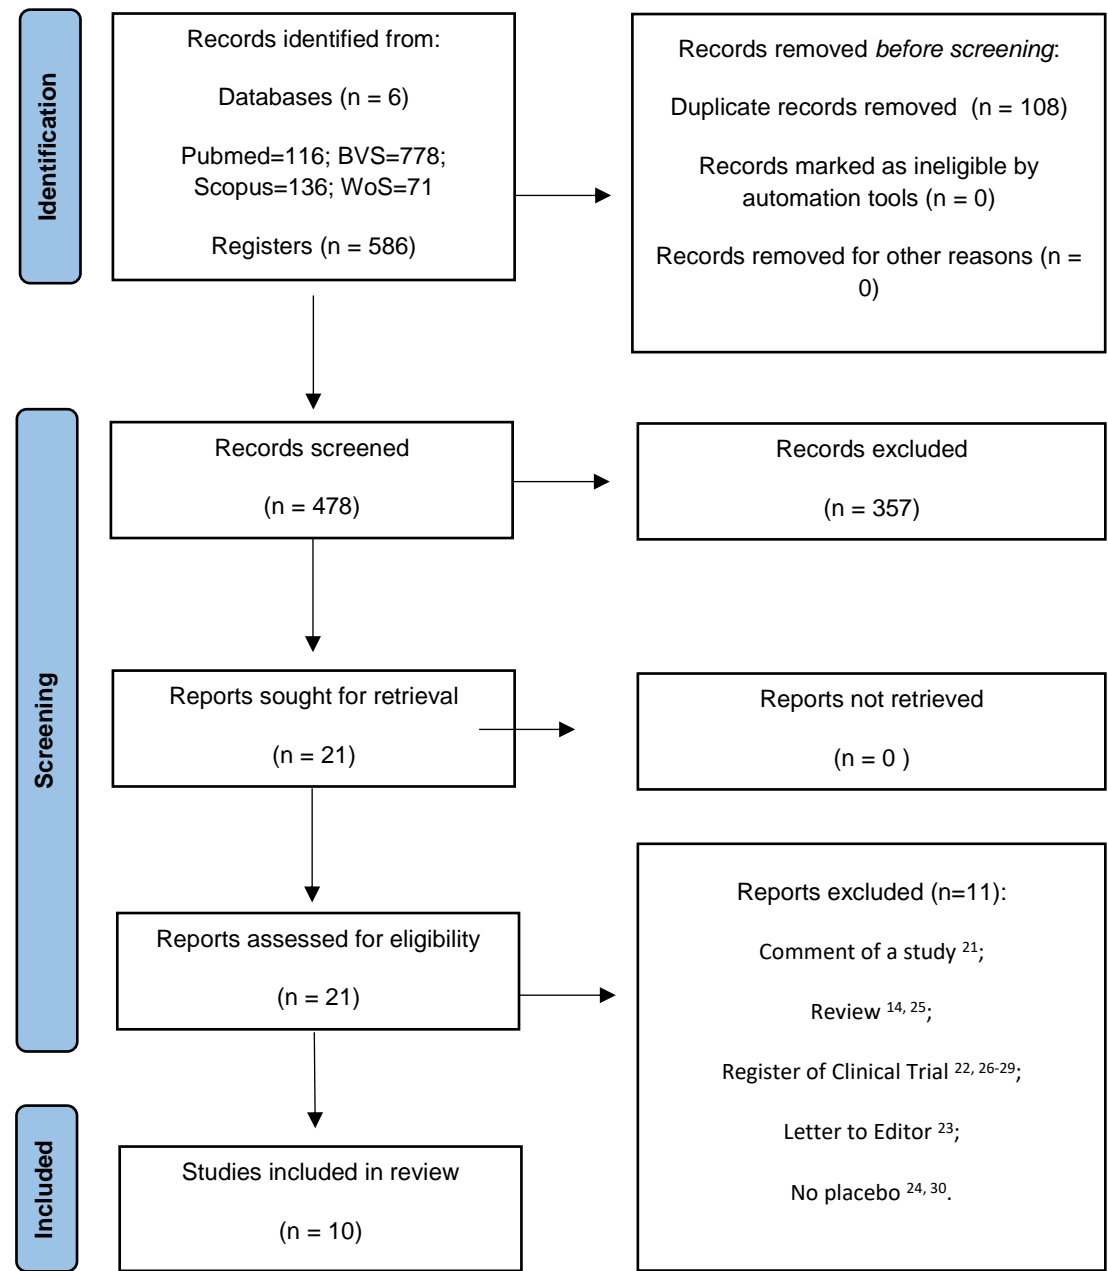 Identification
Records identified from:
Databases (n = 6)
Pubmed=116; BVS=778;
Scopus=136; WoS=71
Registers (n = 586)
Records removed before screening:
Duplicate records removed (n = 108)
Records marked as ineligible by
automation tools (n = 0)
Records removed for other reasons (n =
0)
Screening
Records screened
(n = 478)
Records excluded
(n = 357)
Reports sought for retrieval
(n = 21)
Reports not retrieved
(n = 0 )
Reports assessed for eligibility
(n = 21)
Reports excluded (n=11):
Comment of a study 21;
Review 14, 25;
Register of Clinical Trial 22, 26-29;
Letter to Editor 23;
No placebo 24, 30.
Included
Studies included in review
(n = 10)